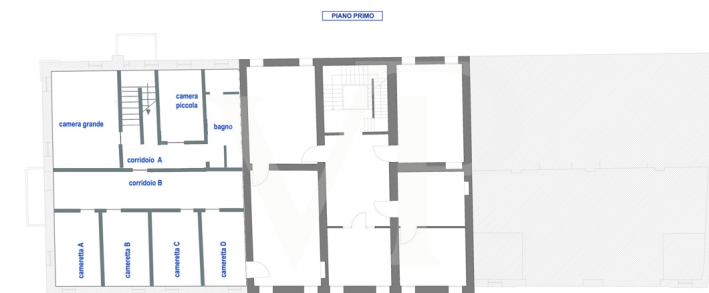 PIANO PRIMO
camera
piccola
camera grande
bagno
corridoio A
corridoio B
cameretta A
cameretta B
cameretta C
cameretta D